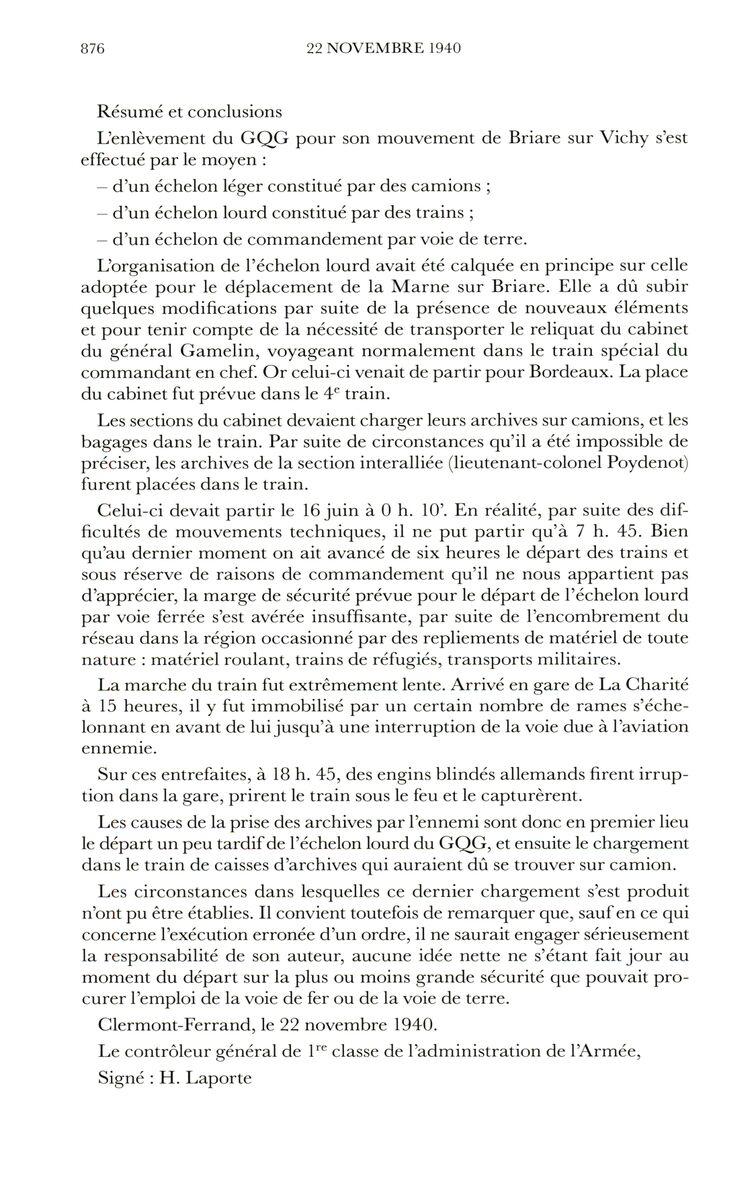 876
22 NOVEMBRE 1940
Résumé et conclusions
L’enlèvement du GQG pour son mouvement de Briare sur Vichy s’est
effectué par le moyen :
– d’un échelon léger constitué par des camions ;
– d’un échelon lourd constitué par des trains ;
– d’un échelon de commandement par voie de terre.
L’organisation de l’échelon lourd avait été calquée en principe sur celle
adoptée pour le déplacement de la Marne sur Briare. Elle a dû subir
quelques modifications par suite de la présence de nouveaux éléments
et pour tenir compte de la nécessité de transporter le reliquat du cabinet
du général Gamelin, voyageant normalement dans le train spécial du
commandant en chef. Or celui-ci venait de partir pour Bordeaux. La place
du cabinet fut prévue dans le 4e train.
Les sections du cabinet devaient charger leurs archives sur camions, et les
bagages dans le train. Par suite de circonstances qu’il a été impossible de
préciser, les archives de la section interalliée (lieutenant-colonel Poydenot)
furent placées dans le train.
Celui-ci devait partir le 16 juin à 0 h. 10’. En réalité, par suite des dif-
ficultés de mouvements techniques, il ne put partir qu’à 7 h. 45. Bien
qu’au dernier moment on ait avancé de six heures le départ des trains et
sous réserve de raisons de commandement qu’il ne nous appartient pas
d’apprécier, la marge de sécurité prévue pour le départ de l’échelon lourd
par voie ferrée s’est avérée insuffisante, par suite de l’encombrement du
réseau dans la région occasionné par des repliements de matériel de toute
nature : matériel roulant, trains de réfugiés, transports militaires.
La marche du train fut extrêmement lente. Arrivé en gare de La Charité
à 15 heures, il y fut immobilisé par un certain nombre de rames s’éche-
lonnant en avant de lui jusqu’à une interruption de la voie due à l’aviation
ennemie.
Sur ces entrefaites, à 18 h. 45, des engins blindés allemands firent irrup-
tion dans la gare, prirent le train sous le feu et le capturèrent.
Les causes de la prise des archives par l’ennemi sont donc en premier lieu
le départ un peu tardif de l’échelon lourd du GQG, et ensuite le chargement
dans le train de caisses d’archives qui auraient dû se trouver sur camion.
Les circonstances dans lesquelles ce dernier chargement s’est produit
n’ont pu être établies. Il convient toutefois de remarquer que, sauf en ce qui
concerne l’exécution erronée d’un ordre, il ne saurait engager sérieusement
la responsabilité de son auteur, aucune idée nette ne s’étant fait jour au
moment du départ sur la plus ou moins grande sécurité que pouvait pro-
curer l’emploi de la voie de fer ou de la voie de terre.
Clermont-Ferrand, le 22 novembre 1940.
Le contrôleur général de 1re classe de l’administration de l’Armée,
Signé : H. Laporte